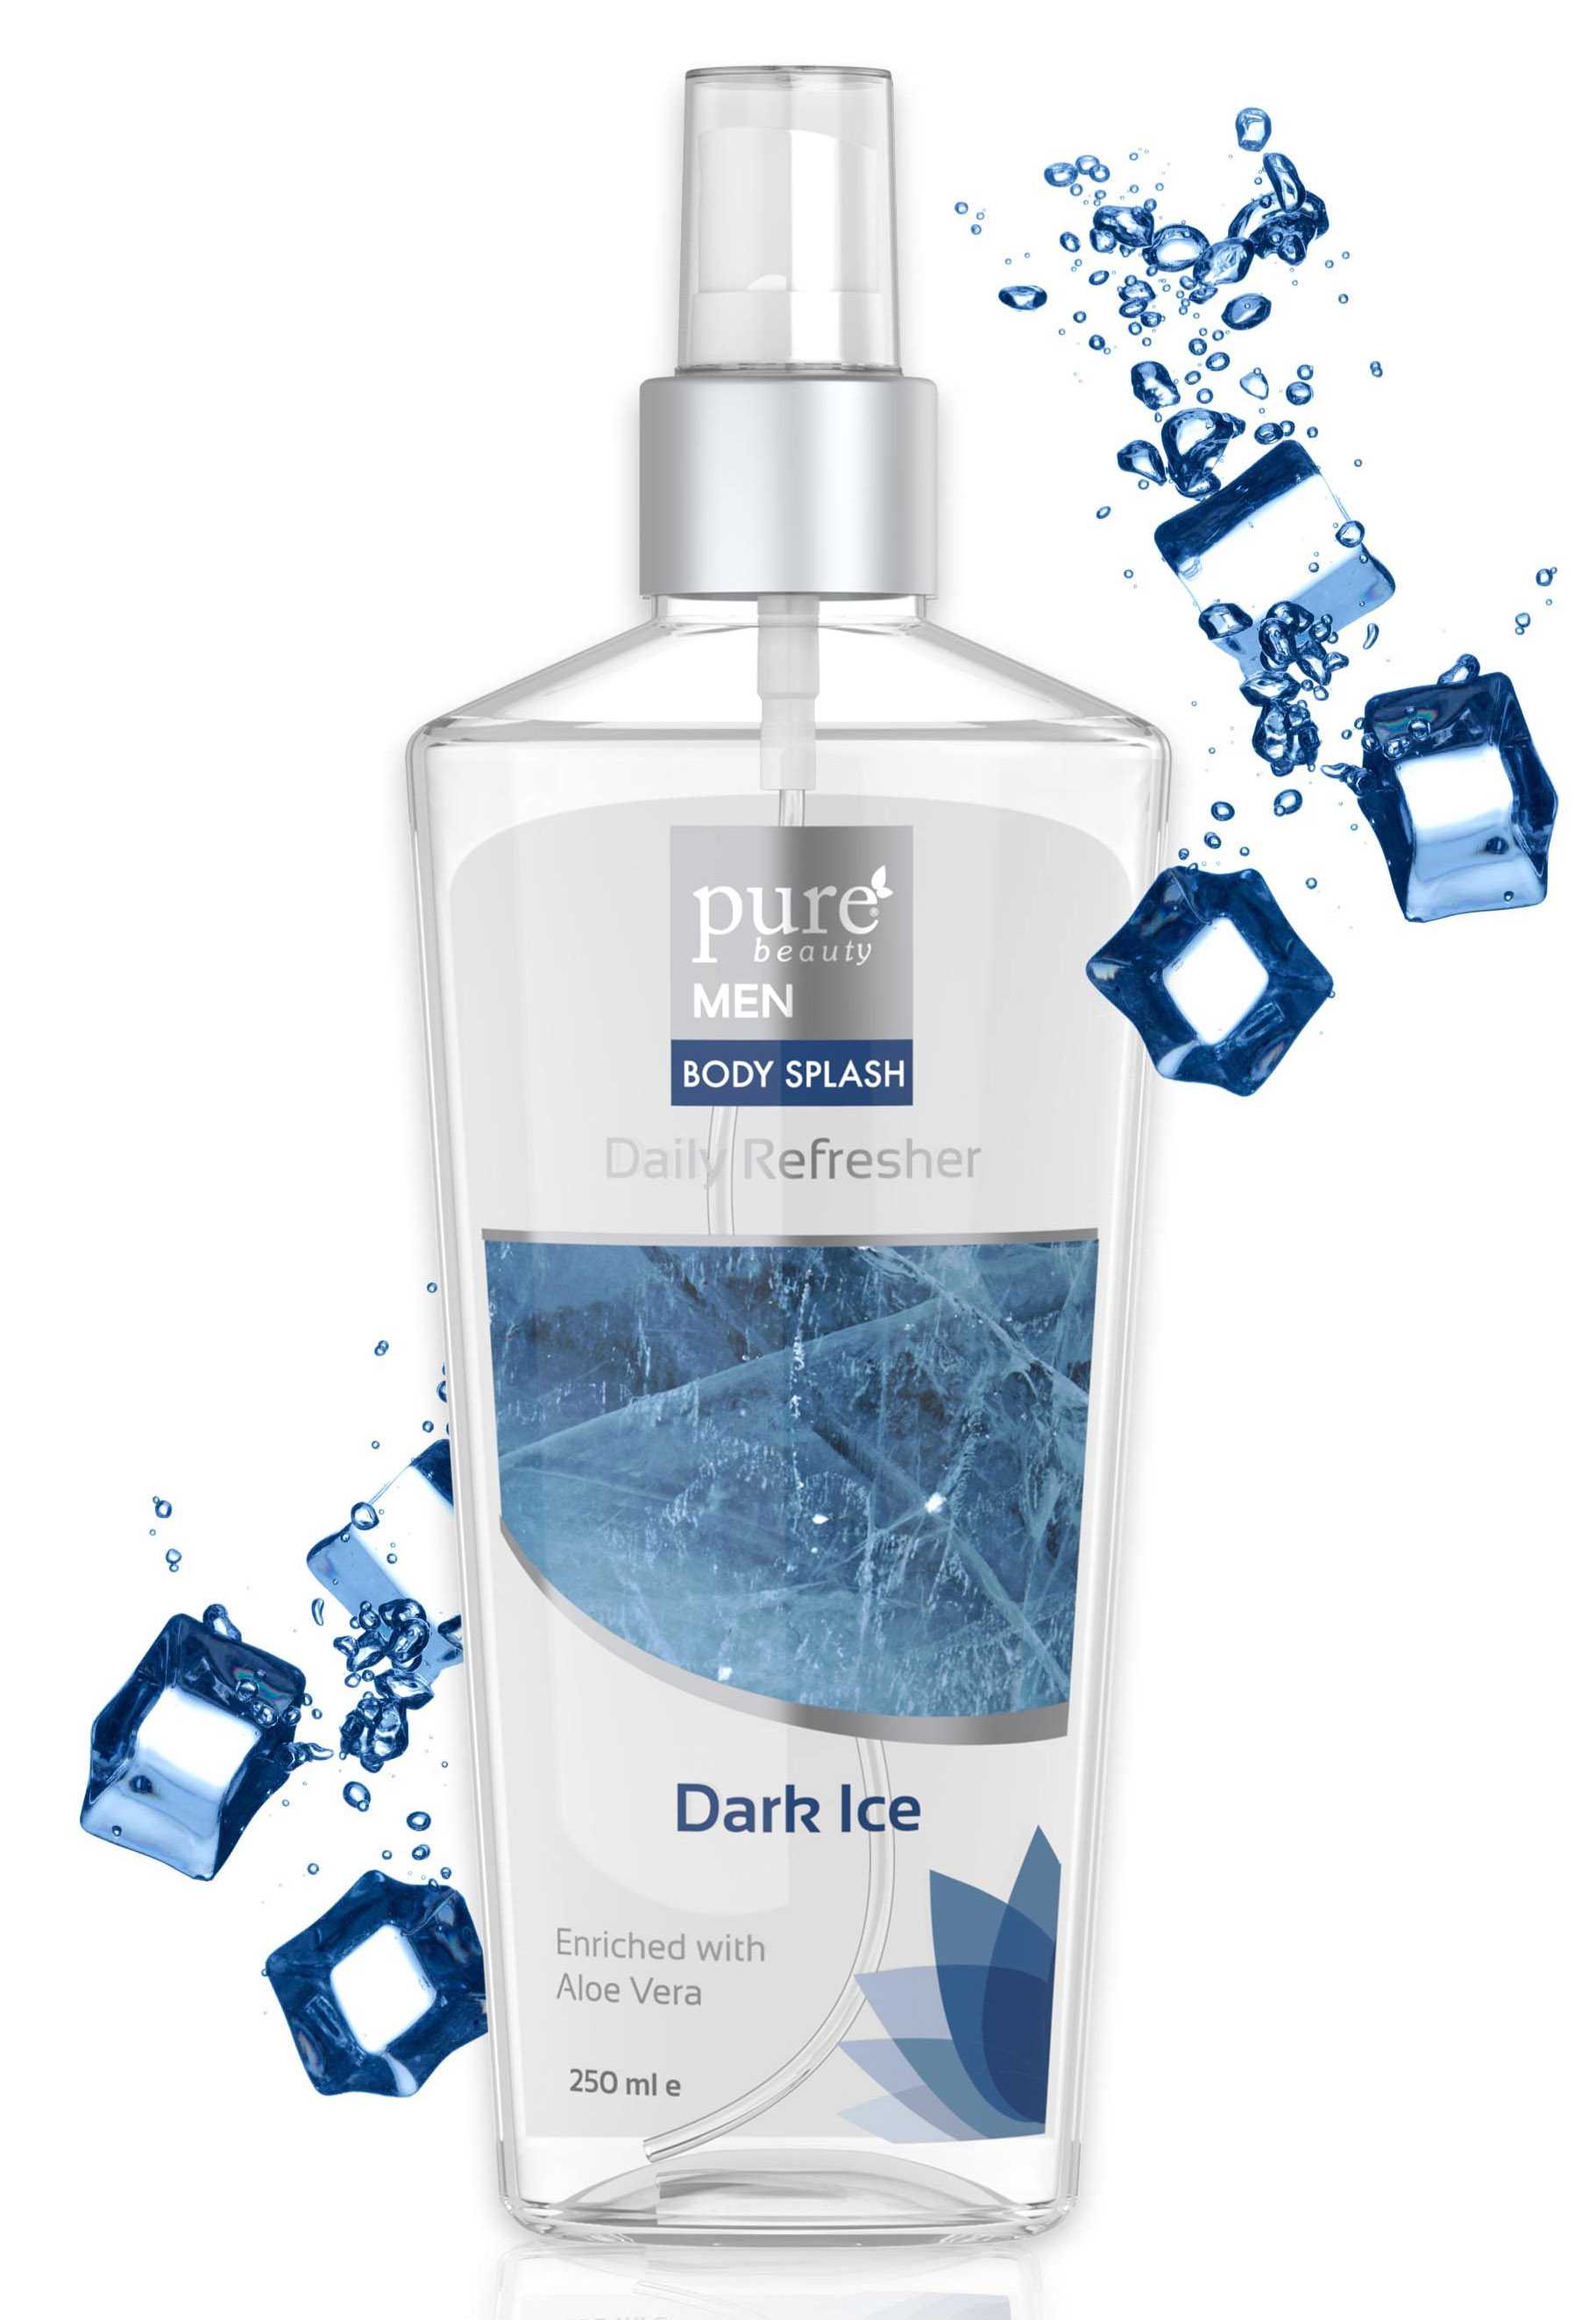 pure®
beauty
MEN
BODY SPLASH
Daily Refresher
Dark Ice
Enriched with
Aloe Vera
250 ml e